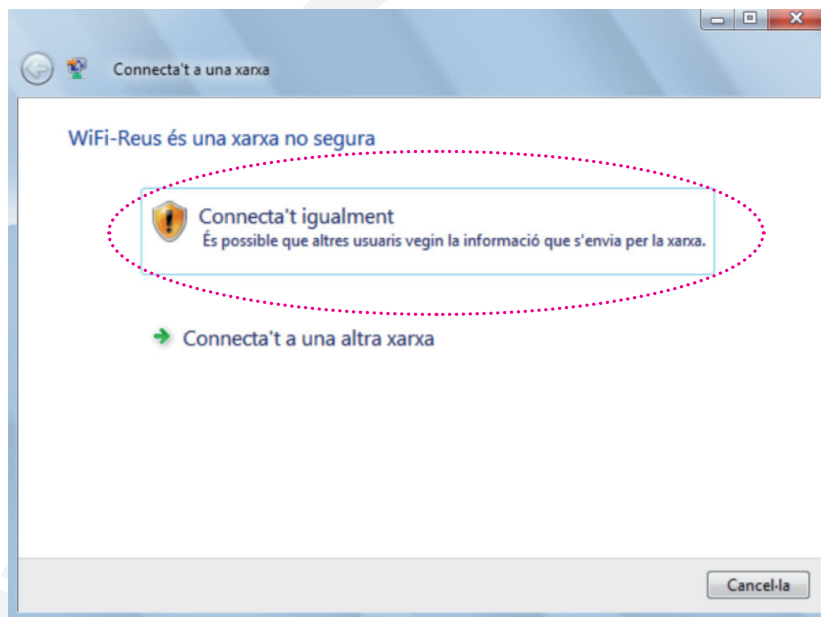 Connecta't a una xarxa
WiFi-Reus és una xarxa no segura
Connecta't igualment
És possible que altres usuaris vegin la informació que s'envia per la xarxa.
Connecta't a una altra xarxa
Cancel·la